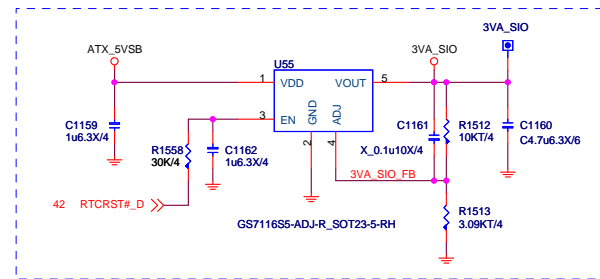 3VA_SIO
ATX_5VSB
3VA_SIO
U55
1 VDD VOUT 5
3 EN GND ADJ
2 4
C1159
1u6.3X/4
R1558
30K/4
C1162
1u6.3X/4
C1161
X_0.1u10X/4
R1512
10KT/4
C1160
C4.7u6.3X/6
3VA_SIO_FB
42 RTCRST#_D
GS7116S5-ADJ-R_SOT23-5-RH
R1513
3.09KT/4